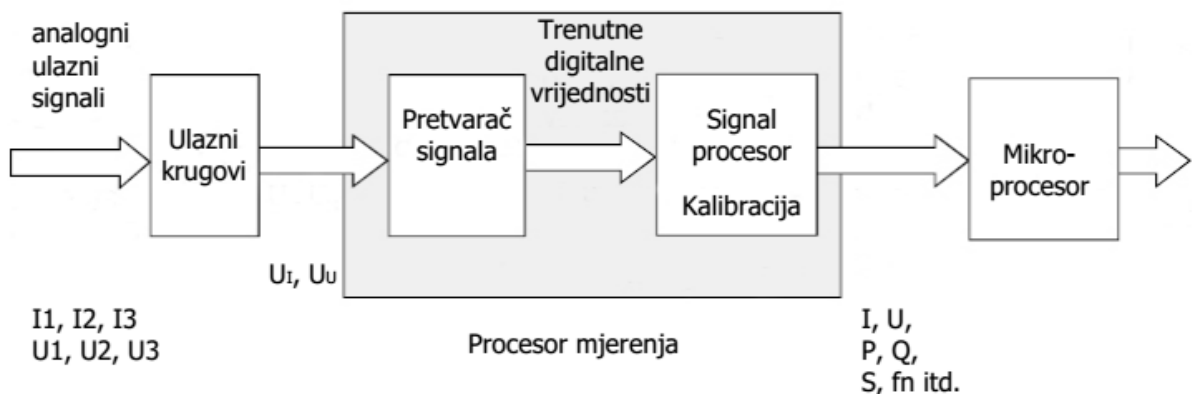 analogni
ulazni
signali
Ulazni
krugovi
UI, UU
I1, I2, I3
U1, U2, U3
Trenutne
digitalne
vrijednosti
Pretvarač
signala
Signal
procesor
Kalibracija
Procesor mjerenja
Mikro-
procesor
I, U,
P, Q,
S, fn itd.